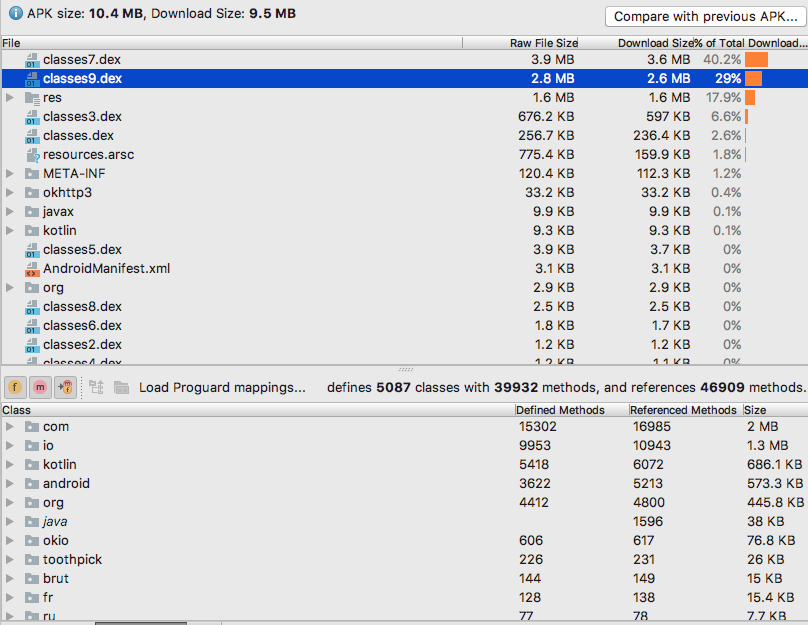 APK size: 10.4 MB, Download Size: 9.5 MB
Compare with previous APK...
File Raw File Size Download Size % of Total Download...
classes7.dex 3.9 MB 3.6 MB 40.2%
classes9.dex 2.8 MB 2.6 MB 29%
res 1.6 MB 1.6 MB 17.9%
classes3.dex 676.2 KB 597 KB 6.6%
classes.dex 256.7 KB 236.4 KB 2.6%
resources.arsc 775.4 KB 159.9 KB 1.8%
META-INF 120.4 KB 112.3 KB 1.2%
okhttp3 33.2 KB 33.2 KB 0.4%
javax 9.9 KB 9.9 KB 0.1%
kotlin 9.3 KB 9.3 KB 0.1%
classes5.dex 3.9 KB 3.7 KB 0%
AndroidManifest.xml 3.1 KB 3.1 KB 0%
org 2.9 KB 2.9 KB 0%
classes8.dex 2.5 KB 2.5 KB 0%
classes6.dex 1.8 KB 1.7 KB 0%
classes2.dex 1.2 KB 1.2 KB 0%
classes4.dex 1.2 KB 1.1 KB 0%
f m Load Proguard mappings... defines 5087 classes with 39932 methods, and references 46909 methods.
Class Defined Methods Referenced Methods Size
com 15302 16985 2 MB
io 9953 10943 1.3 MB
kotlin 5418 6072 686.1 KB
android 3622 5213 573.3 KB
org 4412 4800 445.8 KB
java 1596 38 KB
okio 606 617 76.8 KB
toothpick 226 231 26 KB
brut 144 149 15 KB
fr 128 138 15.4 KB
ru 77 78 7.7 KB